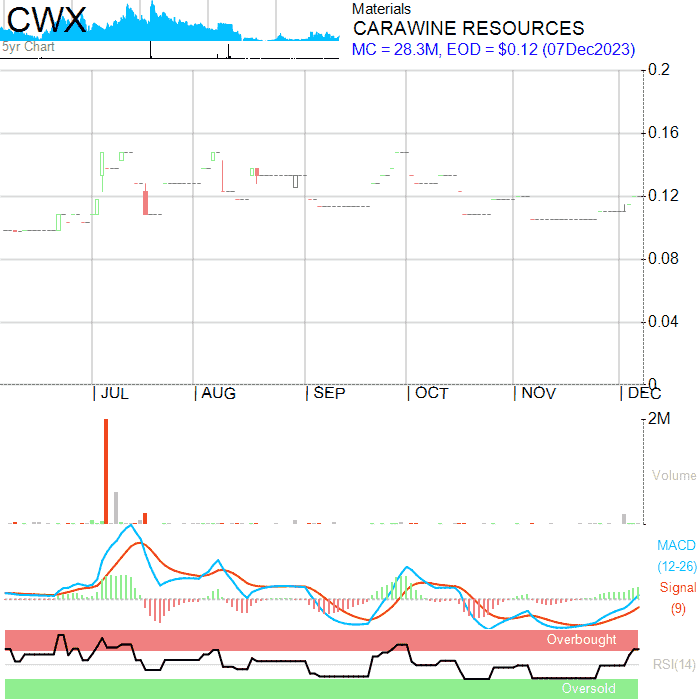 CWX
5yr Chart
Materials
CARAWINE RESOURCES
MC = 28.3M, EOD = $0.12 (07Dec2023)
0.2
0.16
0.12
0.08
0.04
0
JUL AUG SEP OCT NOV DEC
2M
Volume
MACD
(12-26)
Signal
(9)
Overbought
RSI(14)
Oversold